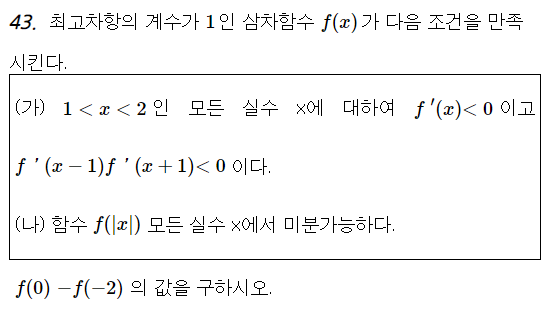 43. 최고차항의 계수가 1인 삼차함수 f(x)가 다음 조건을 만족
시킨다.
(가) 1 < x < 2 인 모든 실수 x에 대하여 f ′(x)< 0 이고
f ′ (x − 1)f ′ (x + 1)< 0 이다.
(나) 함수 f(|x|) 모든 실수 x에서 미분가능하다.
f(0) −f(−2) 의 값을 구하시오.